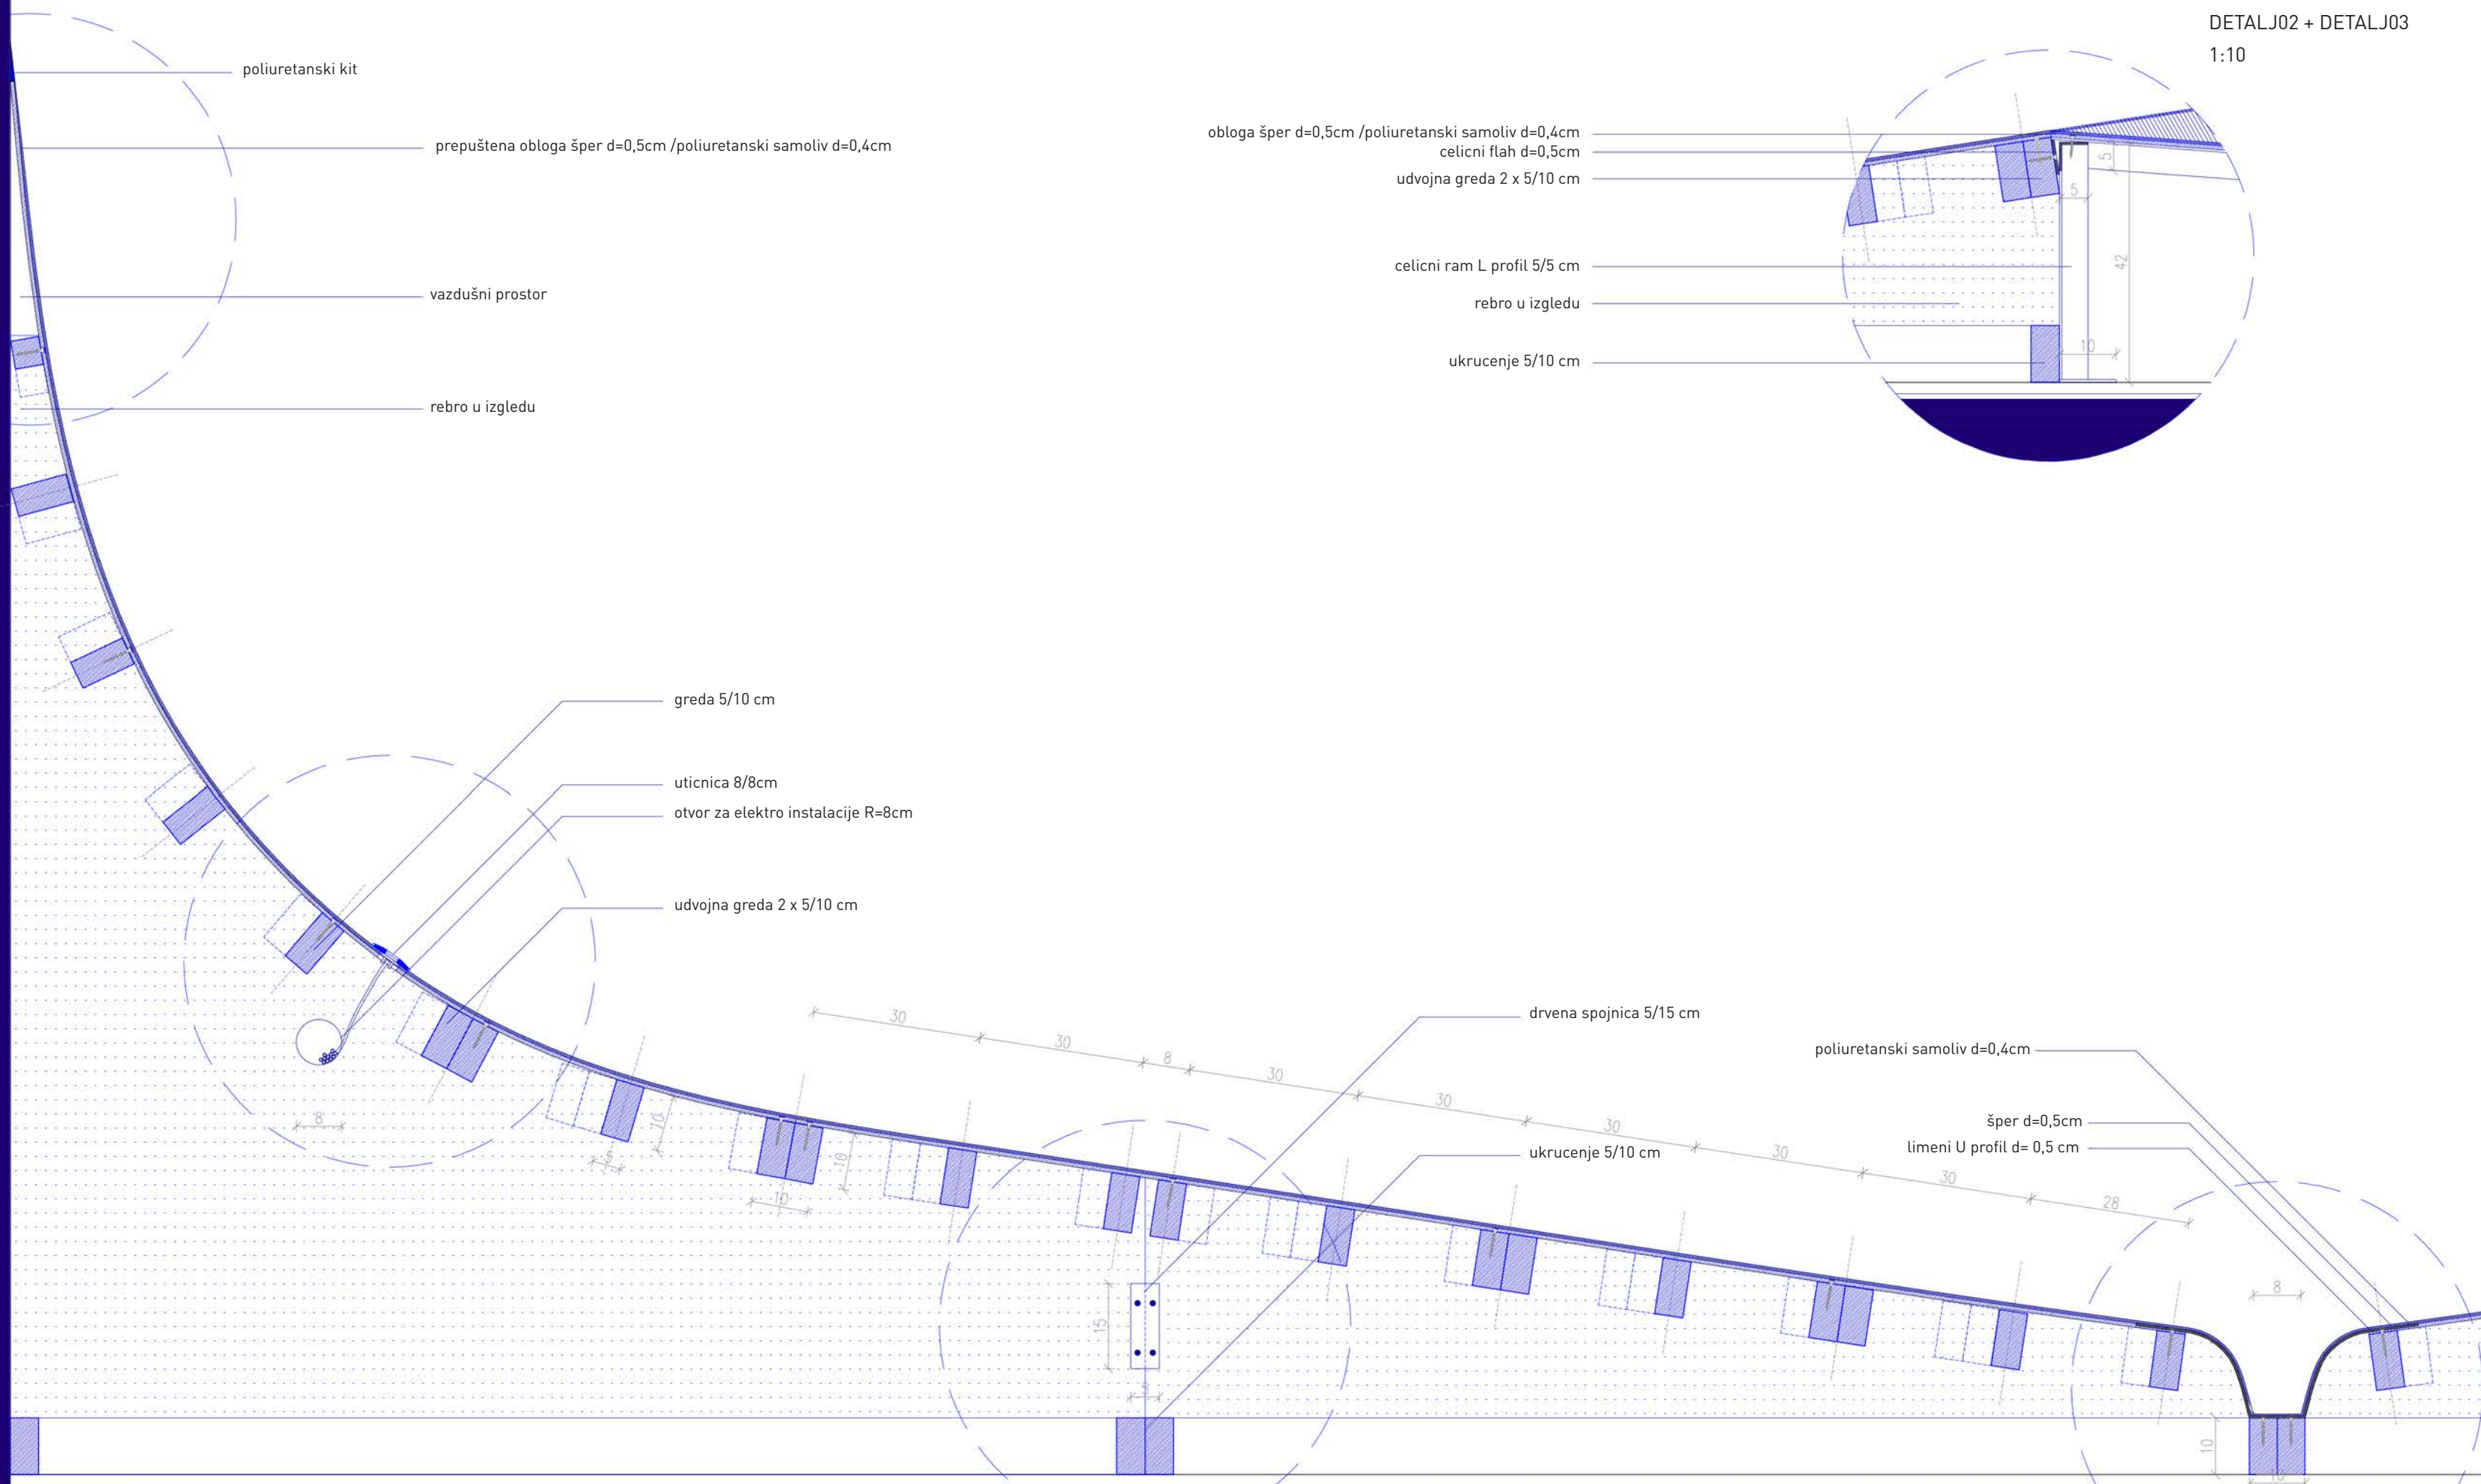 DETALJ02 + DETALJ03
1:10
poliuretanski kit
prepuštena obloga šper d=0,5cm /poliuretanski samoliv d=0,4cm
vazdušni prostor
rebro u izgledu
obloga šper d=0,5cm /poliuretanski samoliv d=0,4cm
celicni flah d=0,5cm
udvojna greda 2 x 5/10 cm
celicni ram L profil 5/5 cm
rebro u izgledu
ukrucenje 5/10 cm
5
5
42
10
greda 5/10 cm
uticnica 8/8cm
otvor za elektro instalacije R=8cm
udvojna greda 2 x 5/10 cm
30
30
8
30
30
30
30
30
28
drvena spojnica 5/15 cm
ukrucenje 5/10 cm
poliuretanski samoliv d=0,4cm
šper d=0,5cm
limeni U profil d= 0,5 cm
8
10
5
10
10
15
5
8
10
10